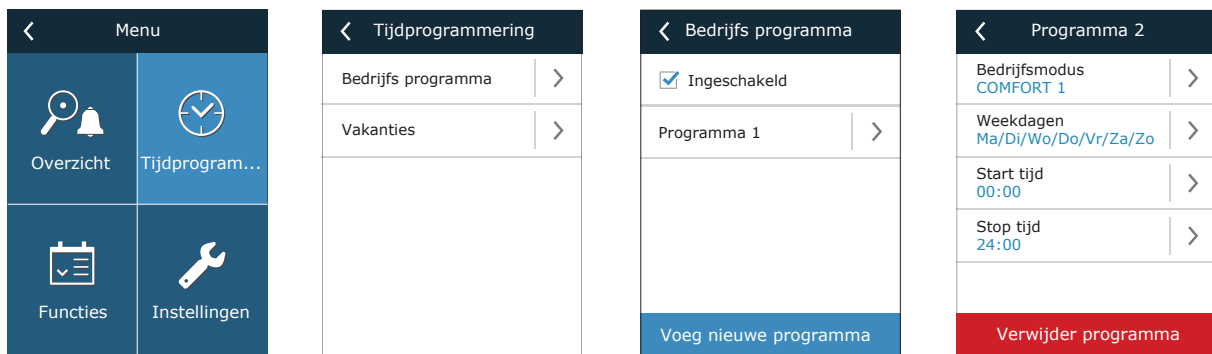 Menu
Overzicht
Tijdprogram...
Functies
Instellingen
Tijdprogrammering
Bedrijfs programma
Vakanties
Bedrijfs programma
Ingeschakeld
Programma 1
Voeg nieuwe programma
Programma 2
Bedrijfsmodus
COMFORT 1
Weekdagen
Ma/Di/Wo/Do/Vr/Za/Zo
Start tijd
00:00
Stop tijd
24:00
Verwijder programma